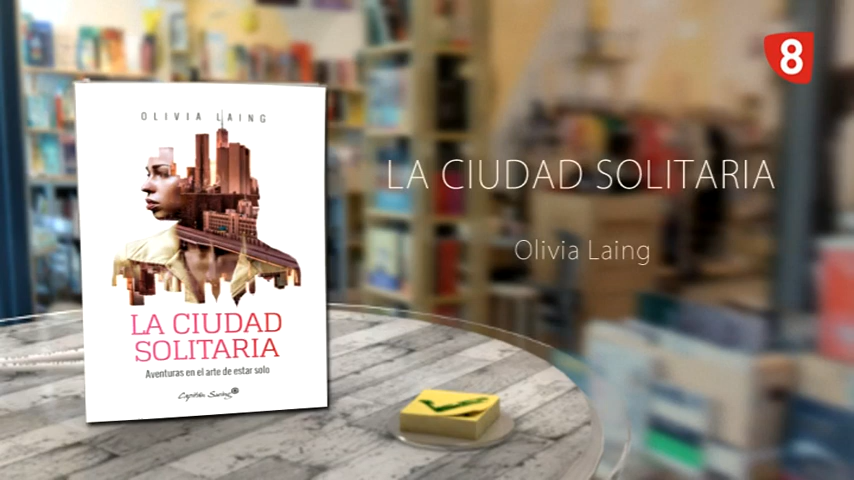 OLIVIA LAING
LA CIUDAD
SOLITARIA
Aventuras en el arte de estar solo
Capitán Swing
LA CIUDAD SOLITARIA
Olivia Laing
8